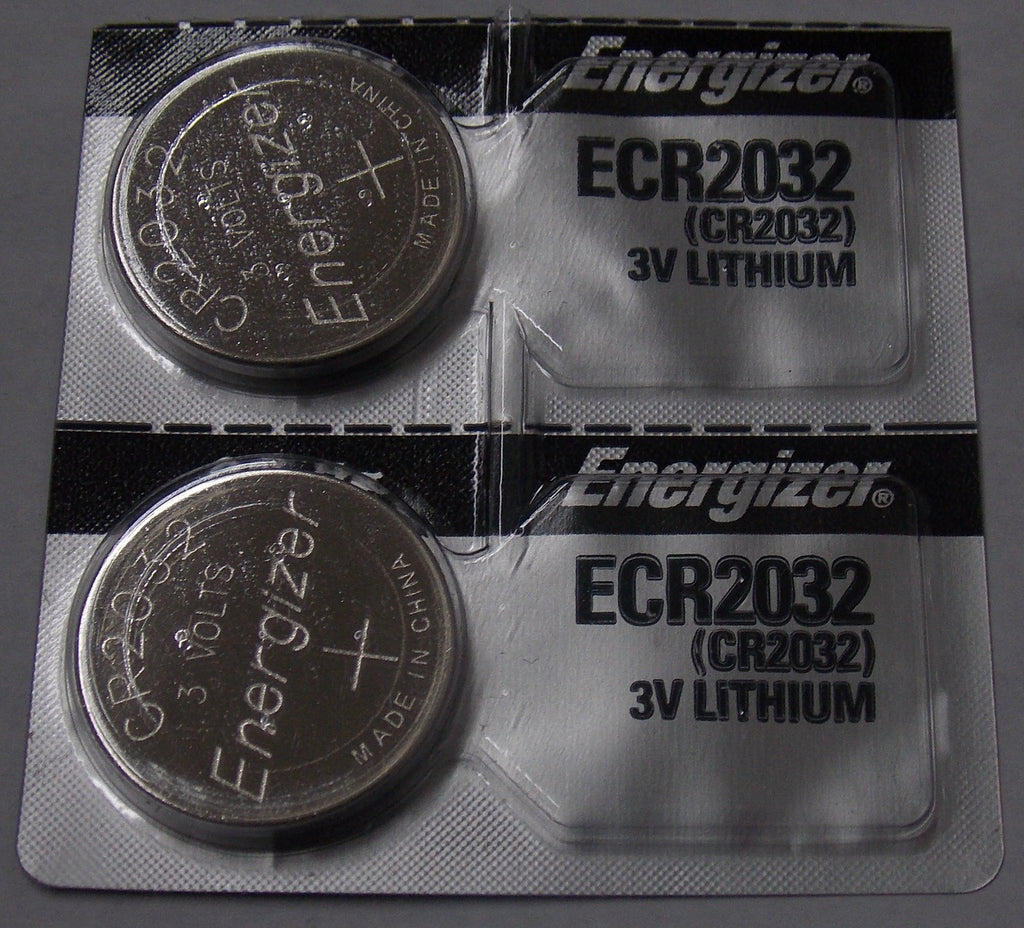 Energizer®
ECR2032
(CR2032)
3V LITHIUM
CR2032
3 VOLTS
Energizer
+
MADE IN CHINA
Energizer®
ECR2032
(CR2032)
3V LITHIUM
CR2032
3 VOLTS
Energizer
+
MADE IN CHINA